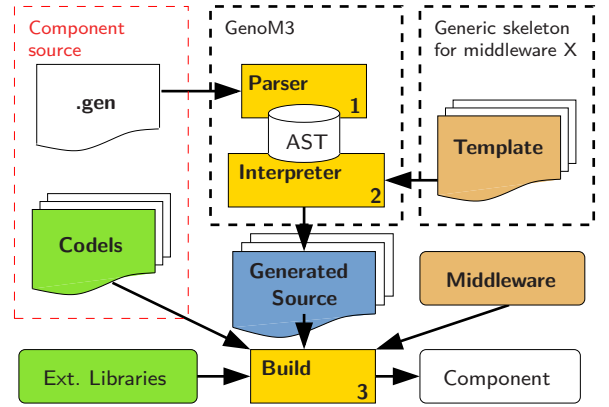 Component
source
GenoM3
Generic skeleton
for middleware X
.gen
Parser
1
AST
Interpreter
2
Template
Codels
Generated
Source
Middleware
Ext. Libraries
Build
3
Component